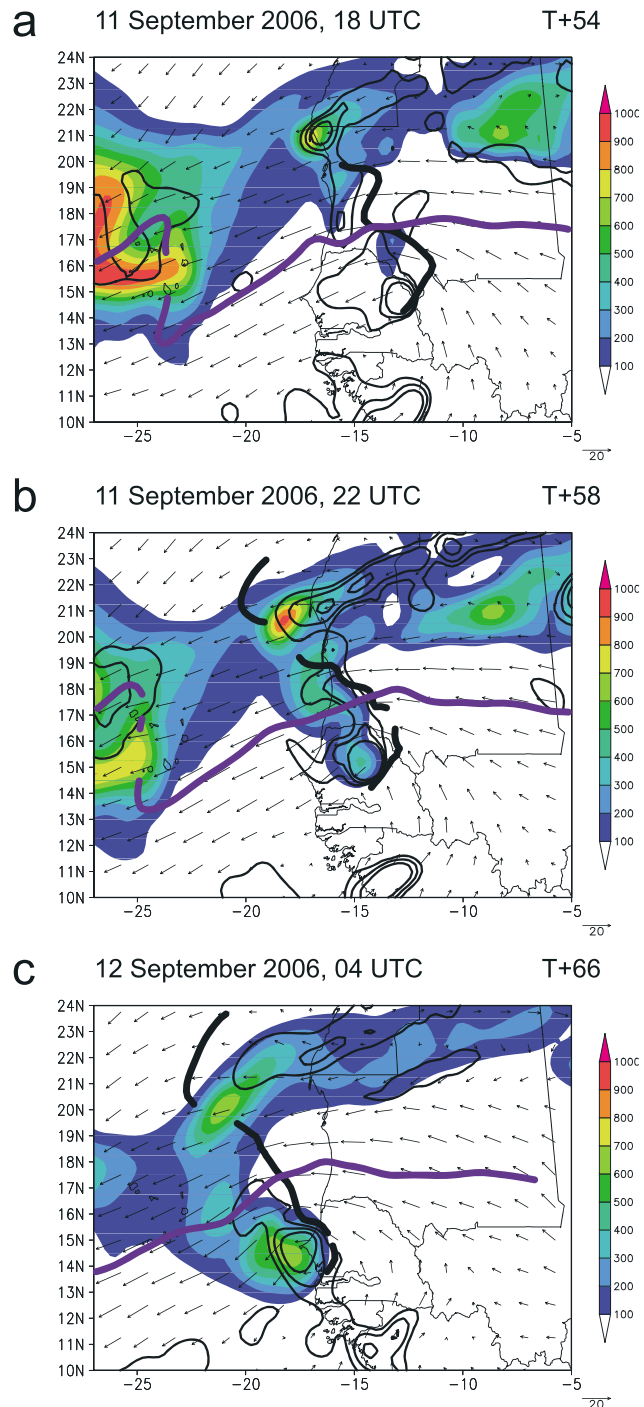 a 11 September 2006, 18 UTC T+54
24N
23N
22N
21N
20N
19N
18N
17N
16N
15N
14N
13N
12N
11N
10N
−25 −20 −15 −10 −5
1000
900
800
700
600
500
400
300
200
100
20
b 11 September 2006, 22 UTC T+58
24N
23N
22N
21N
20N
19N
18N
17N
16N
15N
14N
13N
12N
11N
10N
−25 −20 −15 −10 −5
1000
900
800
700
600
500
400
300
200
100
20
c 12 September 2006, 04 UTC T+66
24N
23N
22N
21N
20N
19N
18N
17N
16N
15N
14N
13N
12N
11N
10N
−25 −20 −15 −10 −5
1000
900
800
700
600
500
400
300
200
100
20